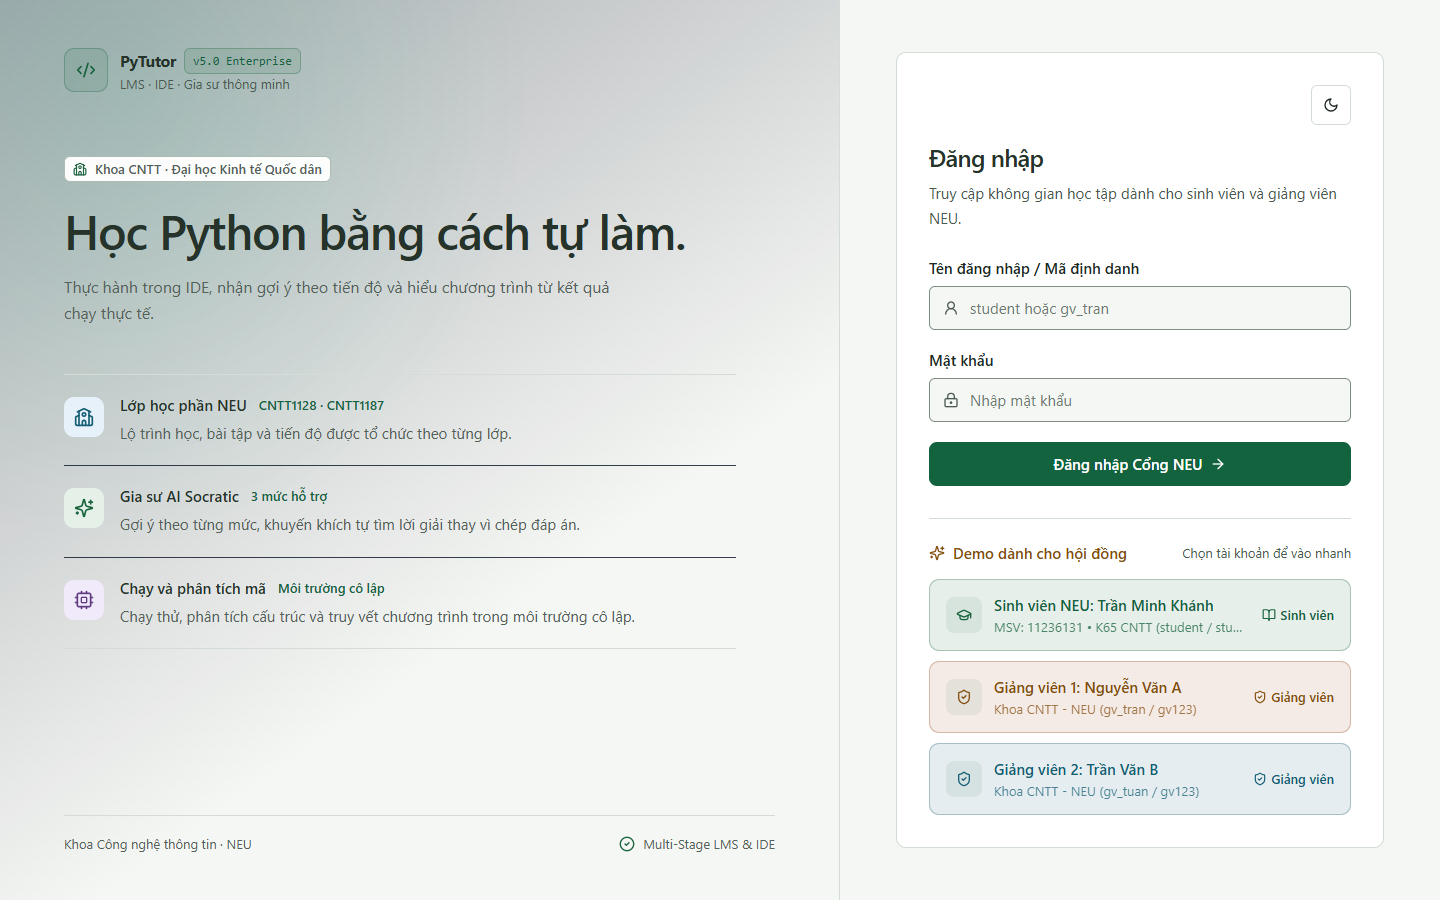 PyTutor v5.0 Enterprise
LMS · IDE · Gia sư thông minh
Khoa CNTT · Đại học Kinh tế Quốc dân
Học Python bằng cách tự làm.
Thực hành trong IDE, nhận gợi ý theo tiến độ và hiểu chương trình từ kết quả
chạy thực tế.
Lớp học phần NEU CNTT1128 · CNTT1187
Lộ trình học, bài tập và tiến độ được tổ chức theo từng lớp.
Gia sư AI Socratic 3 mức hỗ trợ
Gợi ý theo từng mức, khuyến khích tự tìm lời giải thay vì chép đáp án.
Chạy và phân tích mã Môi trường cô lập
Chạy thử, phân tích cấu trúc và truy vết chương trình trong môi trường cô lập.
Khoa Công nghệ thông tin · NEU
Multi-Stage LMS & IDE
Đăng nhập
Truy cập không gian học tập dành cho sinh viên và giảng viên
NEU.
Tên đăng nhập / Mã định danh
student hoặc gv_tran
Mật khẩu
Nhập mật khẩu
Đăng nhập Cổng NEU →
Demo dành cho hội đồng
Chọn tài khoản để vào nhanh
Sinh viên NEU: Trần Minh Khánh
MSV: 11236131 • K65 CNTT (student / stu...
Sinh viên
Giảng viên 1: Nguyễn Văn A
Khoa CNTT - NEU (gv_tran / gv123)
Giảng viên
Giảng viên 2: Trần Văn B
Khoa CNTT - NEU (gv_tuan / gv123)
Giảng viên